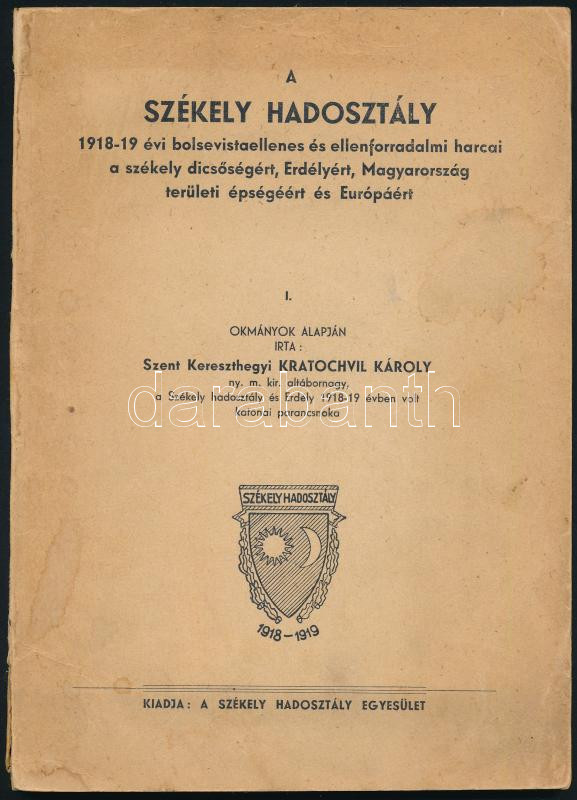 A
SZÉKELY HADOSZTÁLY
1918-19 évi bolsevistaellenes és ellenforradalmi harcai
a székely dicsőségért, Erdélyért, Magyarország
területi épségéért és Európáért
I.
OKMÁNYOK ALAPJÁN
IRTA :
Szent Kereszthegyi KRATOCHVIL KÁROLY
ny. m. kir. altábornagy,
a Székely hadosztály és Erdély 1918-19 évben volt
katonai parancsnoka
darabanth
SZÉKELY HADOSZTÁLY
1918-1919
KIADJA : A SZÉKELY HADOSZTÁLY EGYESÜLET